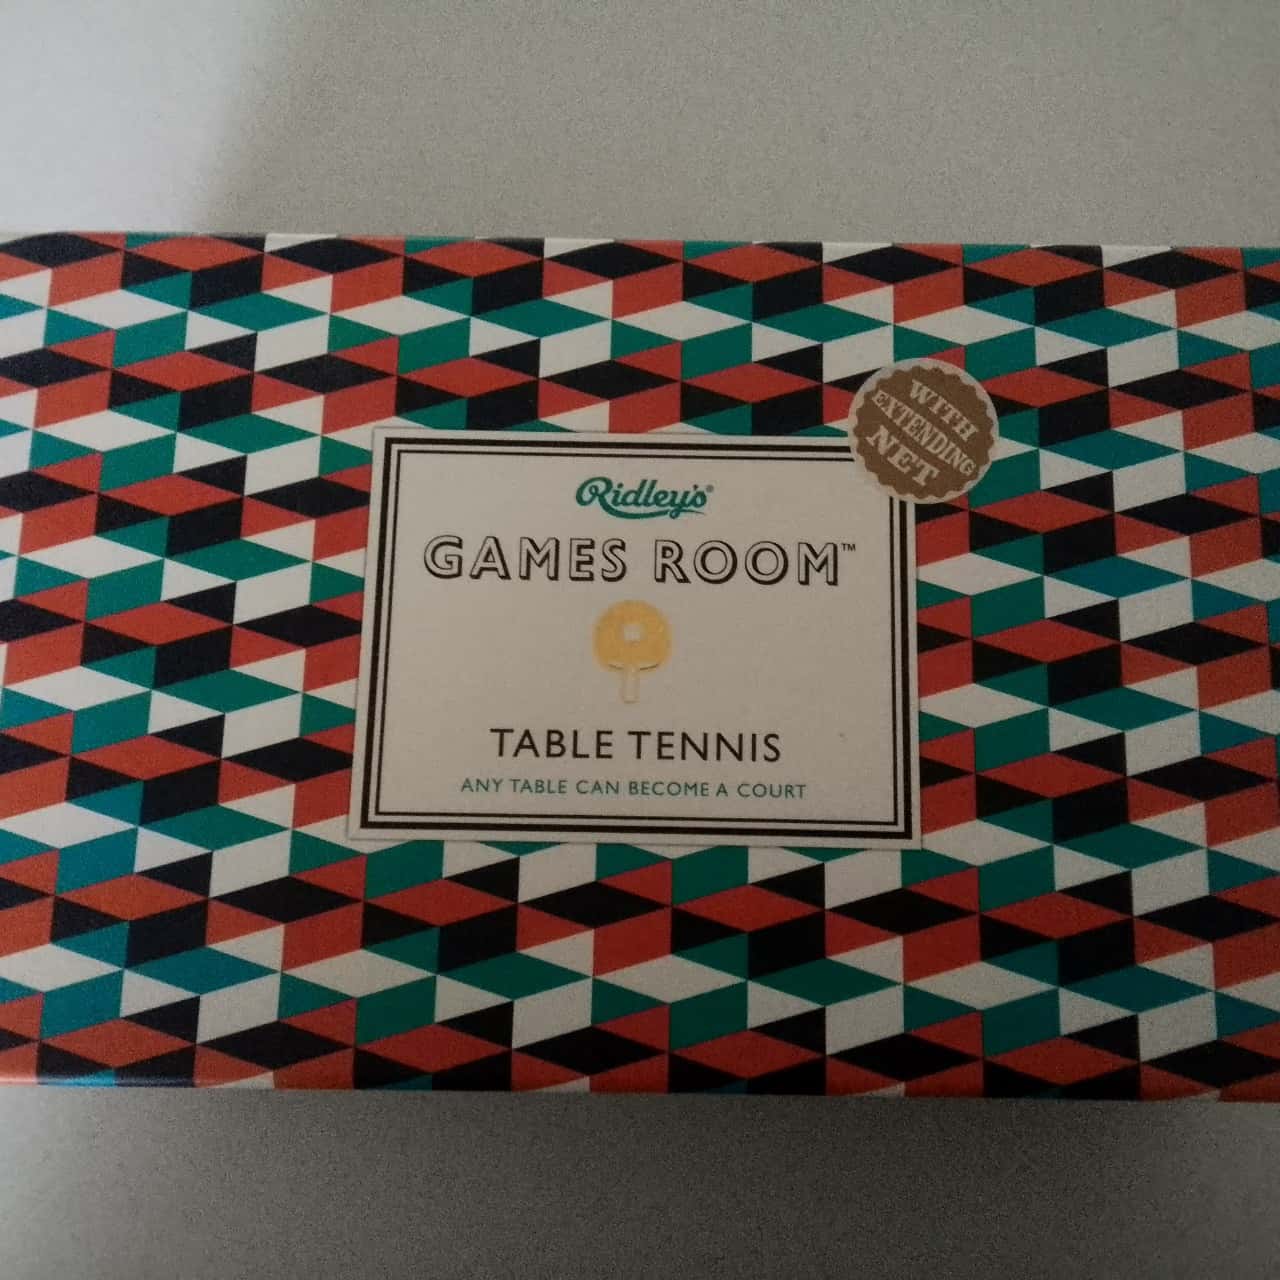 WITH
EXTENDING
NET
Ridley's®
GAMES ROOM™
TABLE TENNIS
ANY TABLE CAN BECOME A COURT